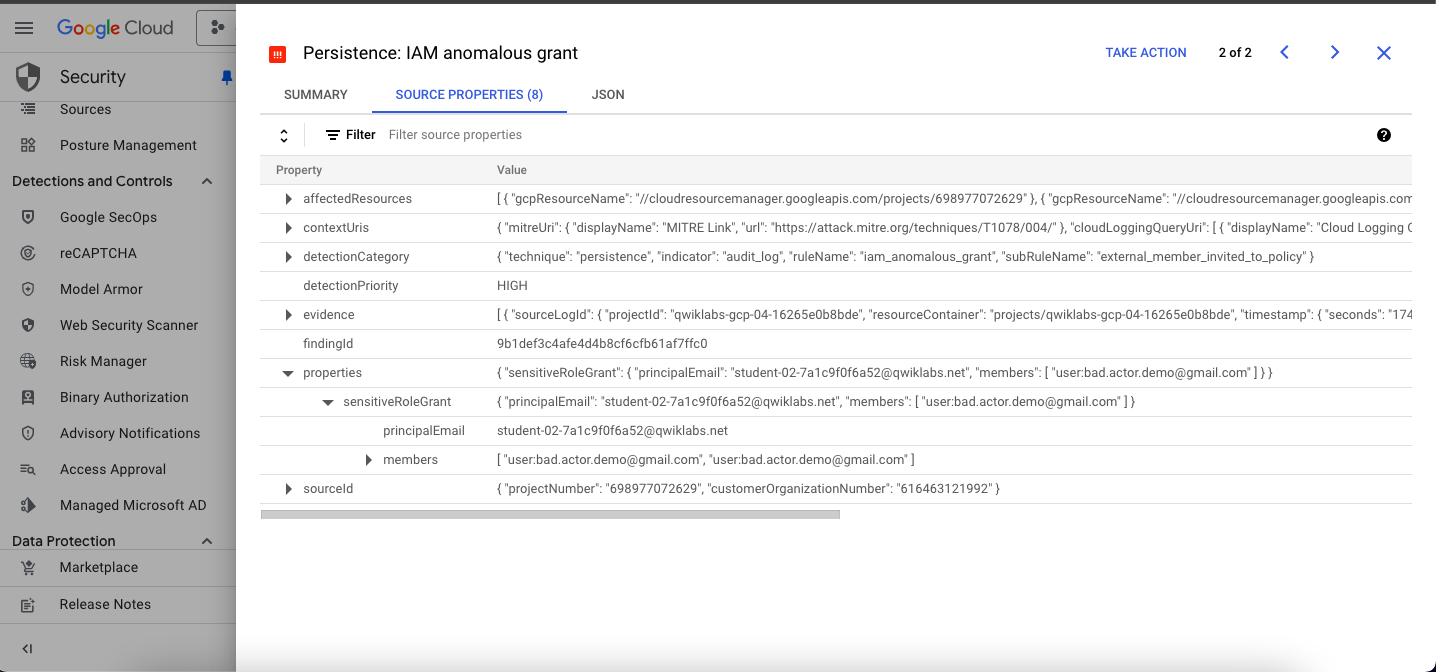 Google Cloud
Persistence: IAM anomalous grant
TAKE ACTION
2 of 2
Security
SUMMARY
SOURCE PROPERTIES (8)
JSON
Sources
Posture Management
Detections and Controls
Google SecOps
reCAPTCHA
Model Armor
Web Security Scanner
Risk Manager
Binary Authorization
Advisory Notifications
Access Approval
Managed Microsoft AD
Data Protection
Marketplace
Release Notes
Filter Filter source properties
Property Value
affectedResources [ { "gcpResourceName": "//cloudresourcemanager.googleapis.com/projects/698977072629" }, { "gcpResourceName": "//cloudresourcemanager.googleapis.com
contextUris { "mitreUri": { "displayName": "MITRE Link", "url": "https://attack.mitre.org/techniques/T1078/004/" }, "cloudLoggingQueryUri": [ { "displayName": "Cloud Logging
detectionCategory { "technique": "persistence", "indicator": "audit_log", "ruleName": "iam_anomalous_grant", "subRuleName": "external_member_invited_to_policy" }
detectionPriority HIGH
evidence [ { "sourceLogId": { "projectId": "qwiklabs-gcp-04-16265e0b8bde", "resourceContainer": "projects/qwiklabs-gcp-04-16265e0b8bde", "timestamp": { "seconds": "174
findingId 9b1def3c4afe4d4b8cf6cfb61af7ffc0
properties { "sensitiveRoleGrant": { "principalEmail": "student-02-7a1c9f0f6a52@qwiklabs.net", "members": [ "user:bad.actor.demo@gmail.com" ] } }
sensitiveRoleGrant { "principalEmail": "student-02-7a1c9f0f6a52@qwiklabs.net", "members": [ "user:bad.actor.demo@gmail.com" ] }
principalEmail student-02-7a1c9f0f6a52@qwiklabs.net
members [ "user:bad.actor.demo@gmail.com", "user:bad.actor.demo@gmail.com" ]
sourceId { "projectNumber": "698977072629", "customerOrganizationNumber": "616463121992" }